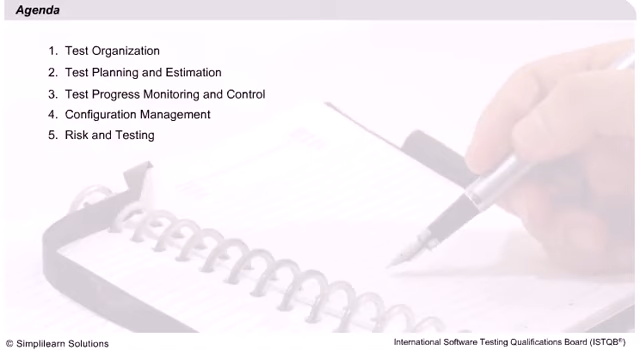 Agenda
1. Test Organization
2. Test Planning and Estimation
3. Test Progress Monitoring and Control
4. Configuration Management
5. Risk and Testing
© Simplilearn Solutions
International Software Testing Qualifications Board (ISTQB®)